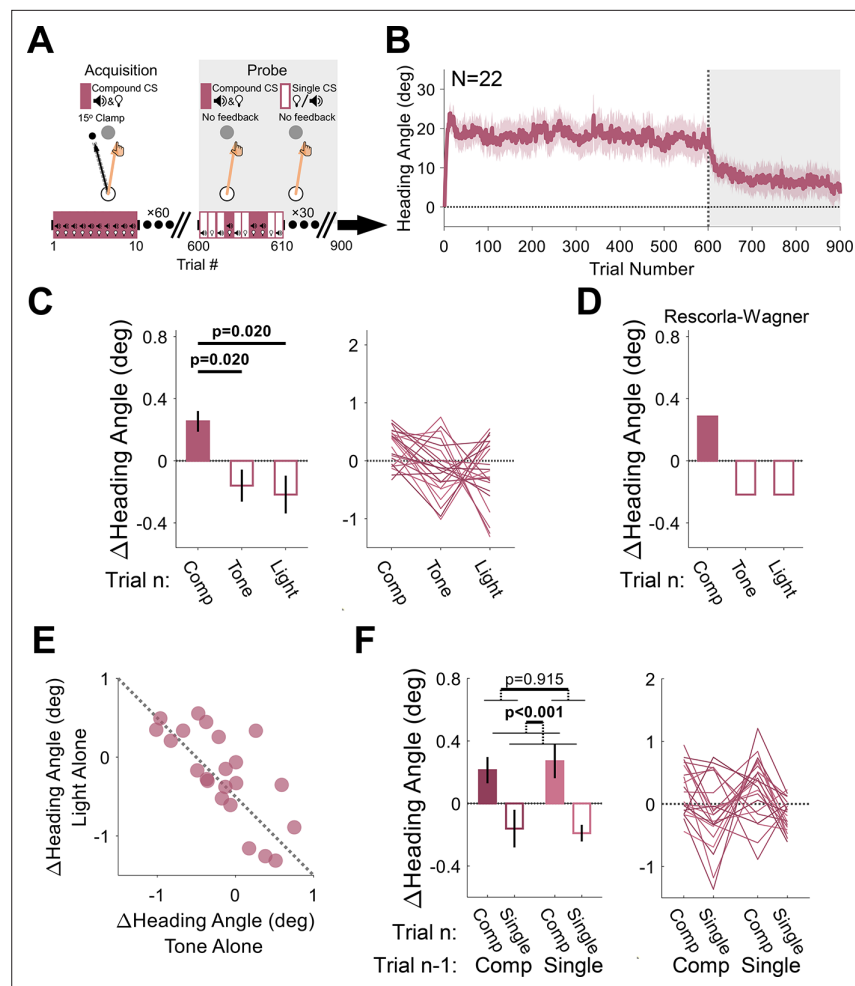 A
Acquisition
Probe
Compound CS
&
Compound CS
&
Single CS
/
15º Clamp
No feedback
No feedback
×60
×30
1
10
600
610
900
Trial #
B
Heading Angle (deg)
N=22
30
20
10
0
0
100
200
300
400
500
600
700
800
900
Trial Number
C
ΔHeading Angle (deg)
0.8
0.4
0
-0.4
p=0.020
p=0.020
Trial n:
Comp
Tone
Light
2
1
0
-1
Comp
Tone
Light
D
Rescorla-Wagner
ΔHeading Angle (deg)
0.8
0.4
0
-0.4
Trial n:
Comp
Tone
Light
E
ΔHeading Angle (deg)
Light Alone
1
0
-1
-1
0
1
ΔHeading Angle (deg)
Tone Alone
F
ΔHeading Angle (deg)
0.8
0.4
0
-0.4
p=0.915
p<0.001
Trial n:
Comp
Single
Comp
Single
Trial n-1:
Comp
Single
2
1
0
-1
Comp
Single
Comp
Single
Comp
Single